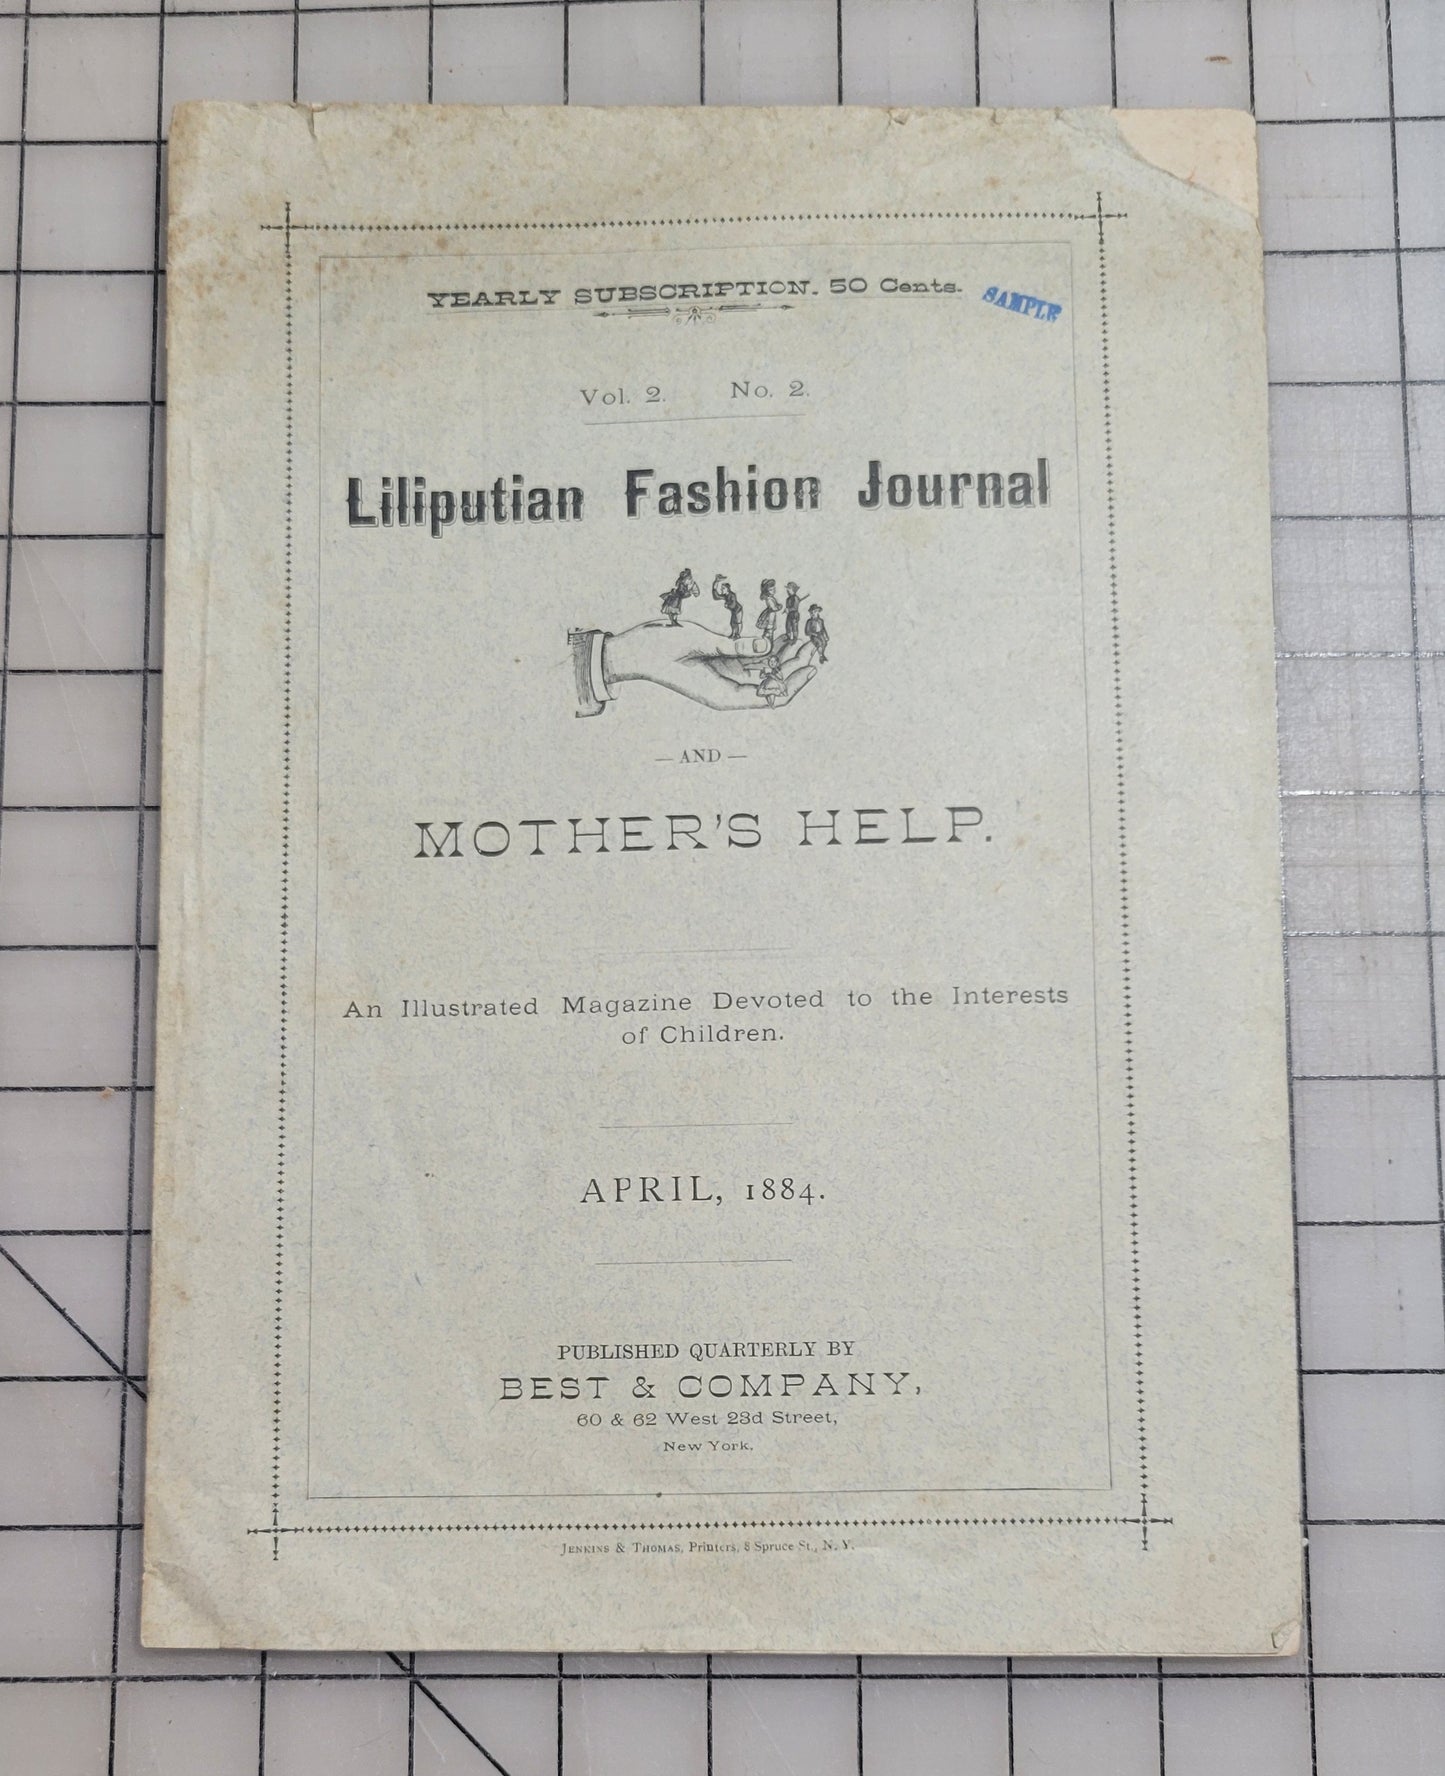 YEARLY SUBSCRIPTION. 50 Cents.
SAMPLE
Vol. 2. No. 2.
Liliputian Fashion Journal
— AND —
MOTHER'S HELP.
An Illustrated Magazine Devoted to the Interests
of Children.
APRIL, 1884.
PUBLISHED QUARTERLY BY
BEST & COMPANY,
60 & 62 West 23d Street,
New York.
JENKINS & THOMAS, Printers, 8 Spruce St., N. Y.